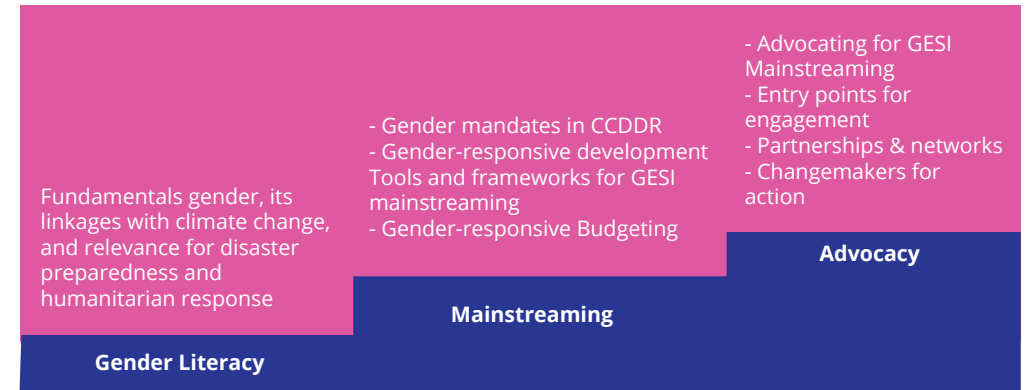 Fundamentals gender, its
linkages with climate change,
and relevance for disaster
preparedness and
humanitarian response
Gender Literacy
- Gender mandates in CCDDR
- Gender-responsive development
Tools and frameworks for GESI
mainstreaming
- Gender-responsive Budgeting
Mainstreaming
- Advocating for GESI
Mainstreaming
- Entry points for
engagement
- Partnerships & networks
- Changemakers for
action
Advocacy